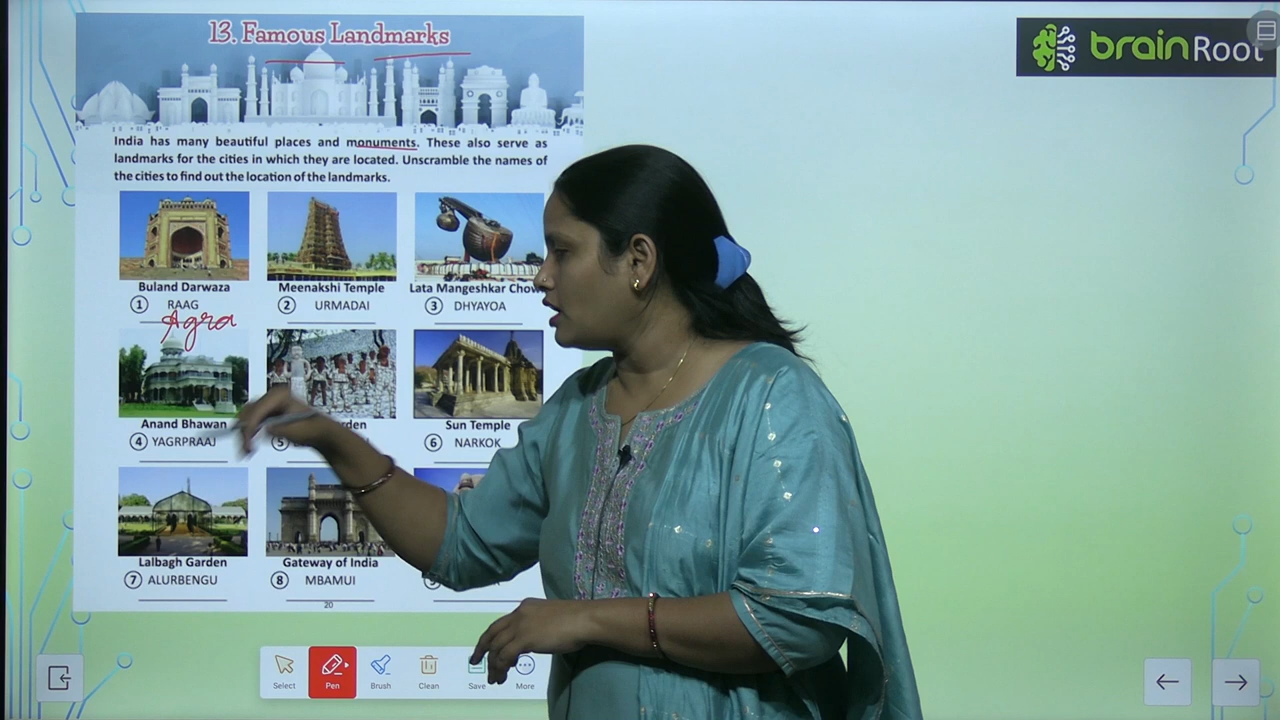 13. Famous Landmarks
brainRoot
India has many beautiful places and monuments. These also serve as
landmarks for the cities in which they are located. Unscramble the names of
the cities to find out the location of the landmarks.
Buland Darwaza
Meenakshi Temple
Lata Mangeshkar
1 RAAG
2 URMADAI
3 DHYAYOA
Agra
Anand Bhawan
Sun Temple
4 YAGRPRAAJ
5
6 NARKOK
Lalbagh Garden
Gateway of India
7 ALURBENGU
8 MBAMUI
20
Select
Pen
Brush
Clean
Save
More